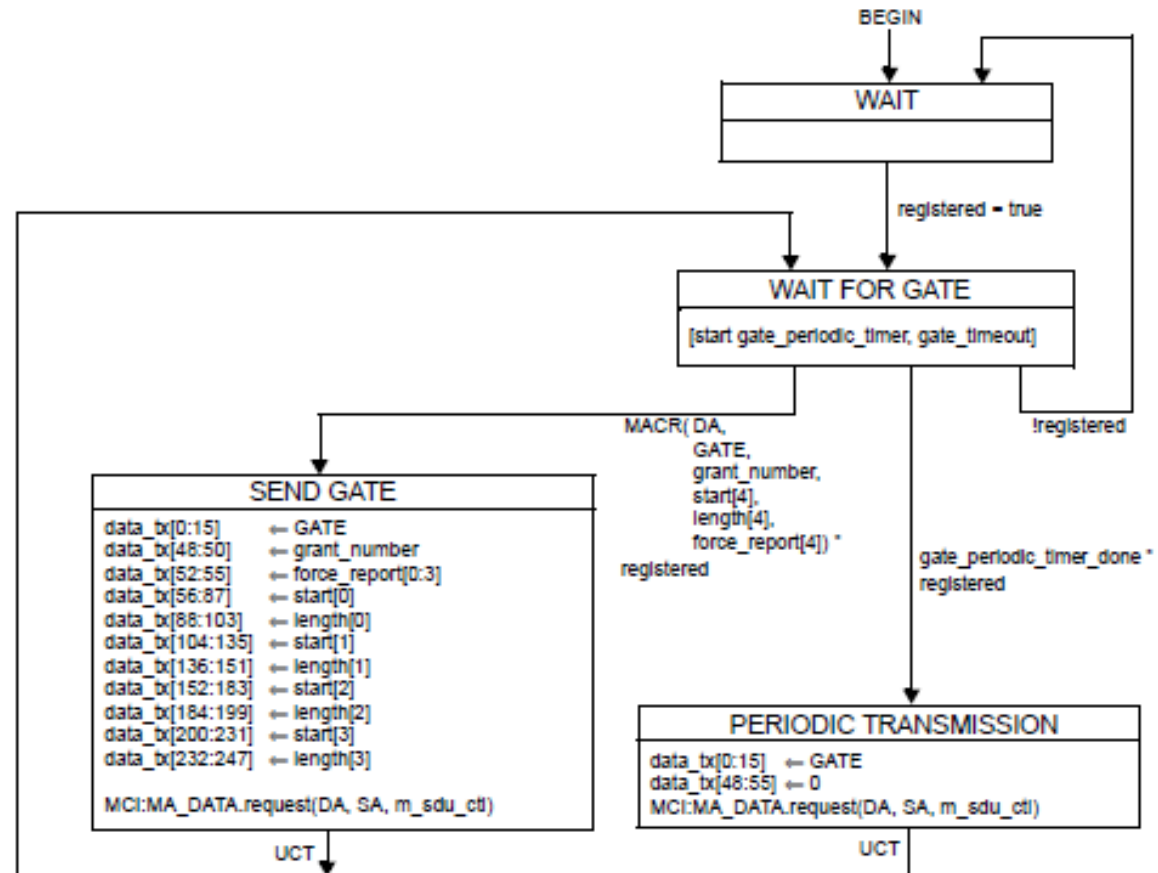 BEGIN
WAIT
registered = true
WAIT FOR GATE
[start gate_periodic_timer, gate_timeout]
MACR( DA,
GATE,
grant_number,
start[4],
length[4],
force_report[4]) *
registered
gate_periodic_timer_done *
registered
!registered
SEND GATE
data_tx[0:15] ⇐ GATE
data_tx[48:50] ⇐ grant_number
data_tx[52:55] ⇐ force_report[0:3]
data_tx[56:87] ⇐ start[0]
data_tx[88:103] ⇐ length[0]
data_tx[104:135] ⇐ start[1]
data_tx[136:151] ⇐ length[1]
data_tx[152:183] ⇐ start[2]
data_tx[184:199] ⇐ length[2]
data_tx[200:231] ⇐ start[3]
data_tx[232:247] ⇐ length[3]
MCI:MA_DATA.request(DA, SA, m_sdu_ctl)
UCT
PERIODIC TRANSMISSION
data_tx[0:15] ⇐ GATE
data_tx[48:55] ⇐ 0
MCI:MA_DATA.request(DA, SA, m_sdu_ctl)
UCT